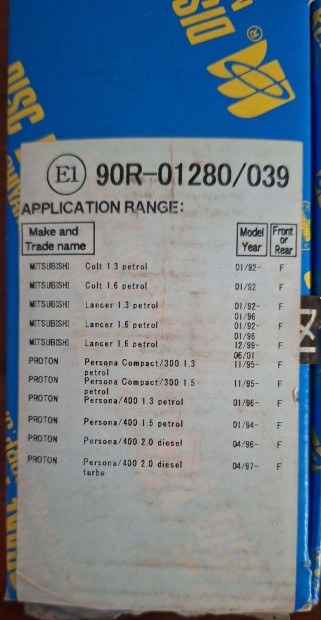 DISC
®
DISC
E1 90R-01280/039
APPLICATION RANGE:
Make and Trade name Model Year Front or Rear
MITSUBISHI Colt 1.3 petrol 01/92- F
MITSUBISHI Colt 1.6 petrol 01/92 F
MITSUBISHI Lancer 1.3 petrol 01/92- F
01/96
MITSUBISHI Lancer 1.6 petrol 01/92- F
01/96
MITSUBISHI Lancer 1.6 petrol 12/99- F
06/01
PROTON Persona Compact/300 1.3 11/95- F
petrol
PROTON Persona Compact/300 1.5 11/95- F
petrol
PROTON Persona/400 1.3 petrol 01/96- F
PROTON Persona/400 1.5 petrol 01/94- F
PROTON Persona/400 2.0 diesel 04/96- F
PROTON Persona/400 2.0 diesel 04/97- F
turbo